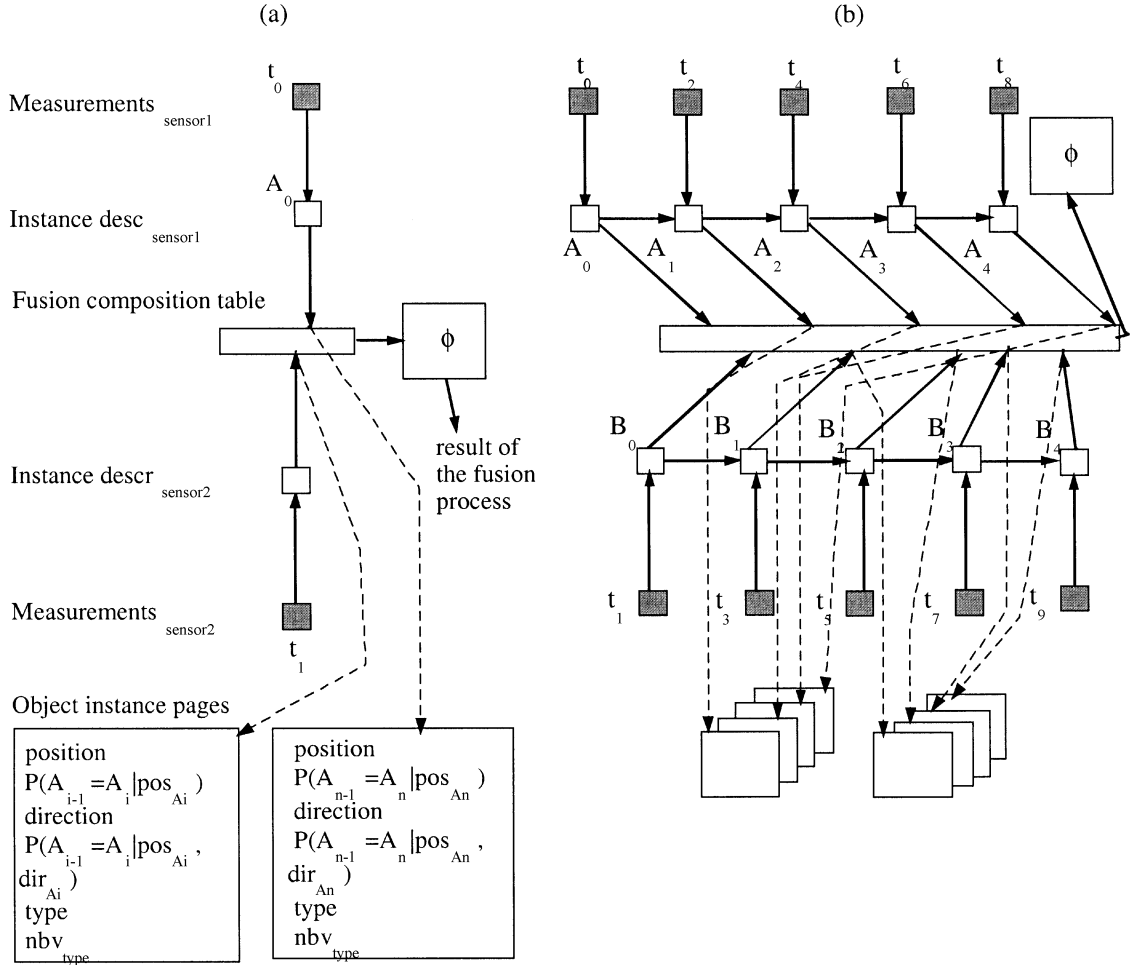 (a)
(b)
t0
t0 t2 t4 t6 t8
Measurements sensor1
ϕ
A0
Instance desc sensor1
A0 A1 A2 A3 A4
Fusion composition table
ϕ
B0 B1 B2 B3 B4
result of
the fusion
process
Instance descr sensor2
Measurements sensor2
t1
t1 t3 t5 t7 t9
Object instance pages
position
P(Ai-1 =Ai|posAi )
direction
P(Ai-1 =Ai|posAi ,
dirAi )
type
nbvtype
position
P(An-1 =An|posAn )
direction
P(An-1 =An|posAn ,
dirAn )
type
nbvtype